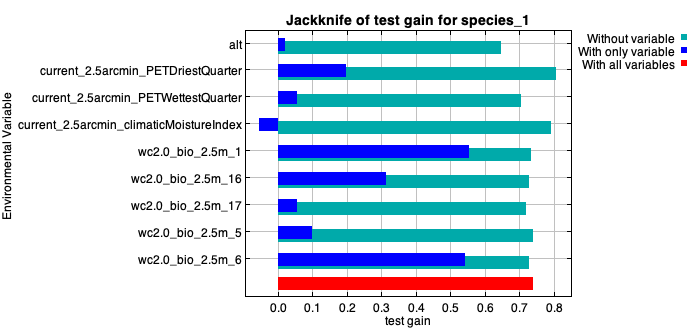 Jackknife of test gain for species_1
Without variable
With only variable
With all variables
Environmental Variable
alt
current_2.5arcmin_PETDriestQuarter
current_2.5arcmin_PETWettestQuarter
current_2.5arcmin_climaticMoistureIndex
wc2.0_bio_2.5m_1
wc2.0_bio_2.5m_16
wc2.0_bio_2.5m_17
wc2.0_bio_2.5m_5
wc2.0_bio_2.5m_6
0.0 0.1 0.2 0.3 0.4 0.5 0.6 0.7 0.8
test gain